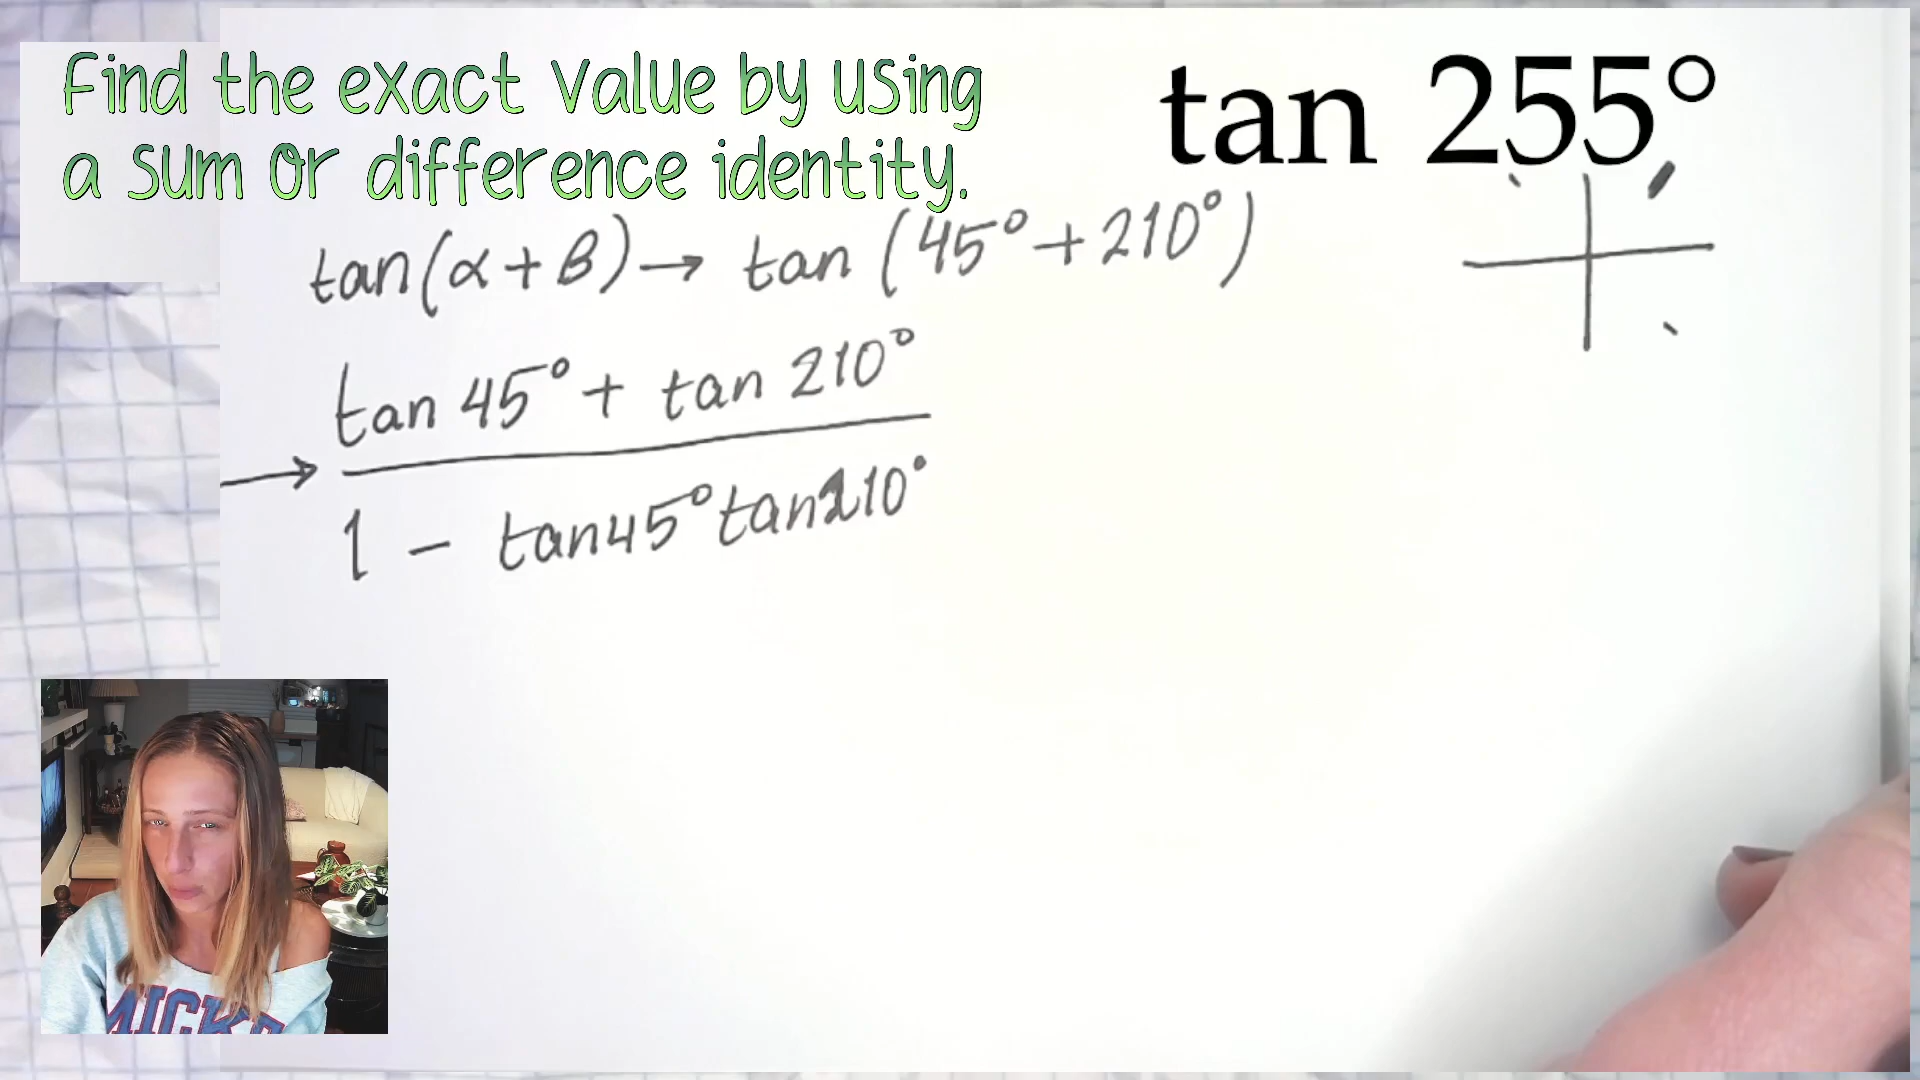 Find the exact value by using
a sum or difference identity.
tan 255°
tan(α+β)→ tan (45°+210°)
→ tan 45° + tan 210°
1 - tan45°tan210°